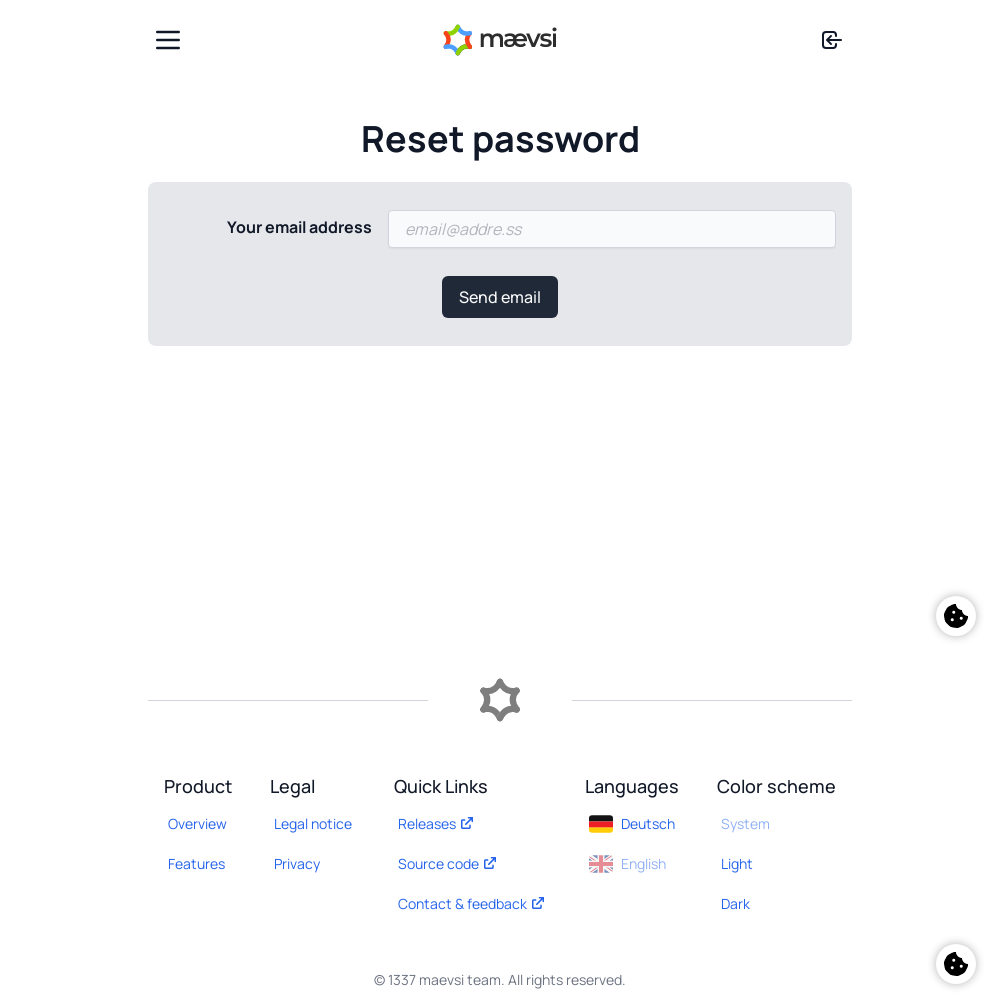 mævsi
Reset password
Your email address
email@addre.ss
Send email
Product
Overview
Features
Legal
Legal notice
Privacy
Quick Links
Releases
Source code
Contact & feedback
Languages
Deutsch
English
Color scheme
System
Light
Dark
© 1337 maevsi team. All rights reserved.